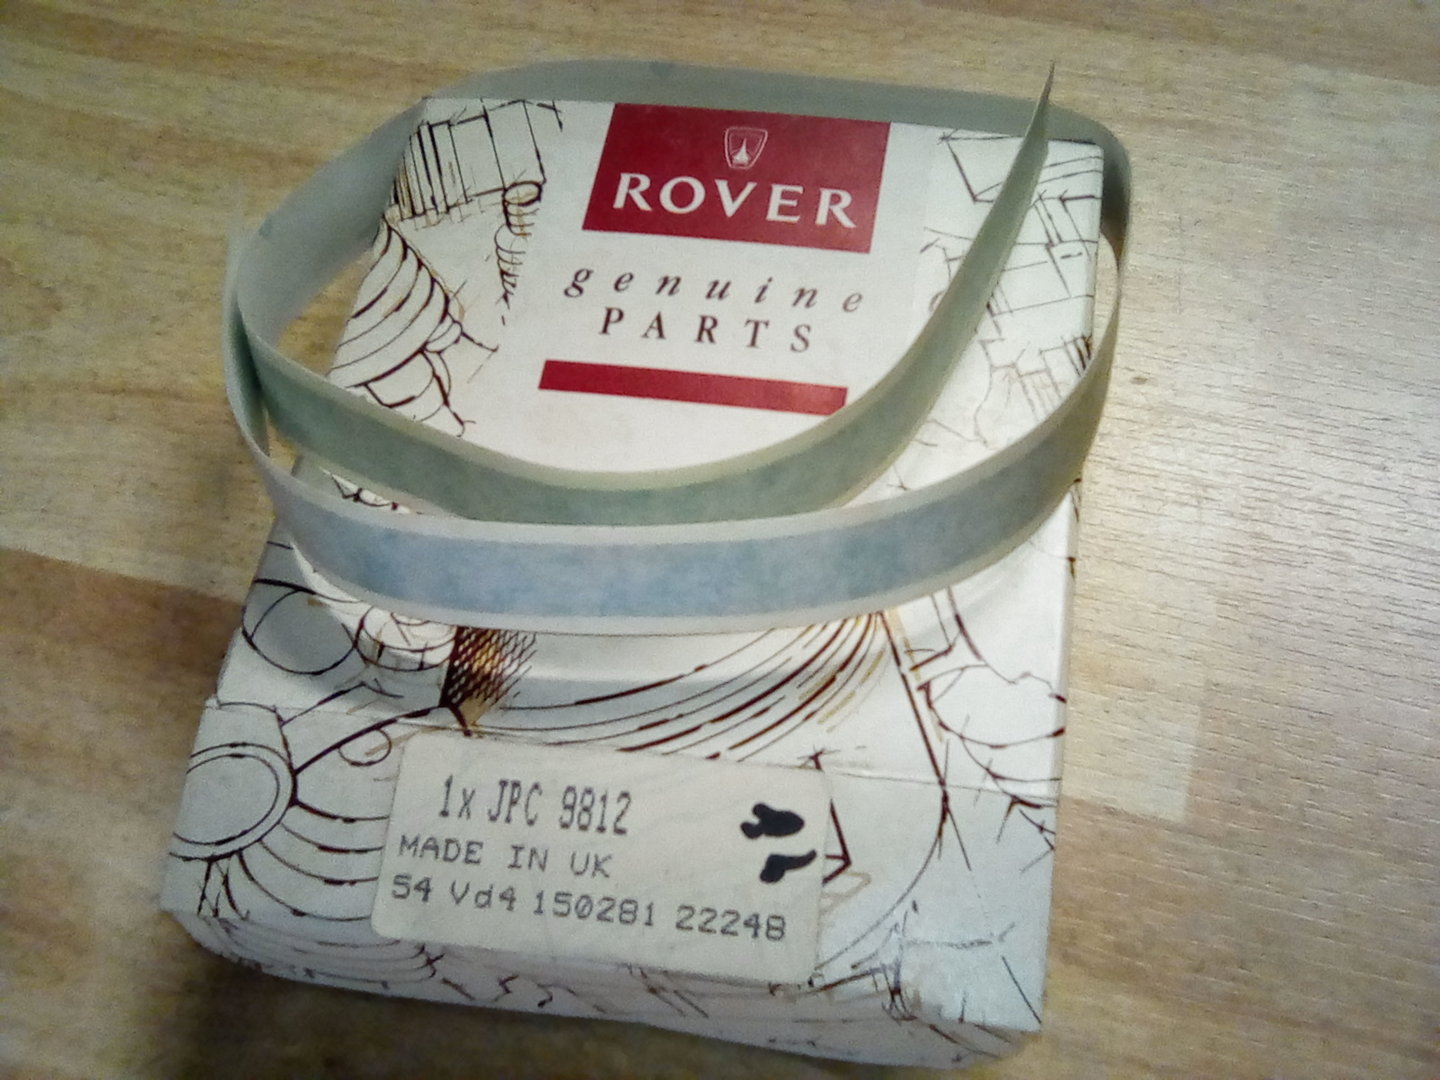 ROVER
genuine
PARTS
1x JPC 9812
MADE IN UK
54 Vd4 150281 22248